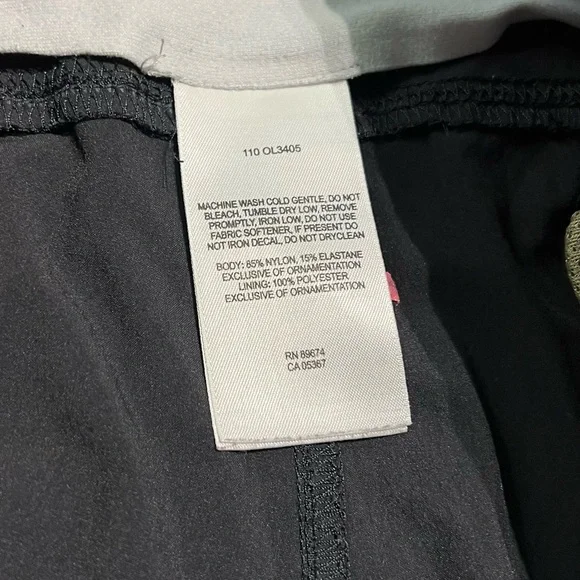 110 OL3405
MACHINE WASH COLD GENTLE, DO NOT
BLEACH, TUMBLE DRY LOW, REMOVE
PROMPTLY, IRON LOW, DO NOT USE
FABRIC SOFTENER, IF PRESENT DO
NOT IRON DECAL, DO NOT DRYCLEAN
BODY: 85% NYLON, 15% ELASTANE
EXCLUSIVE OF ORNAMENTATION
LINING: 100% POLYESTER
EXCLUSIVE OF ORNAMENTATION
RN 89674
CA 05367